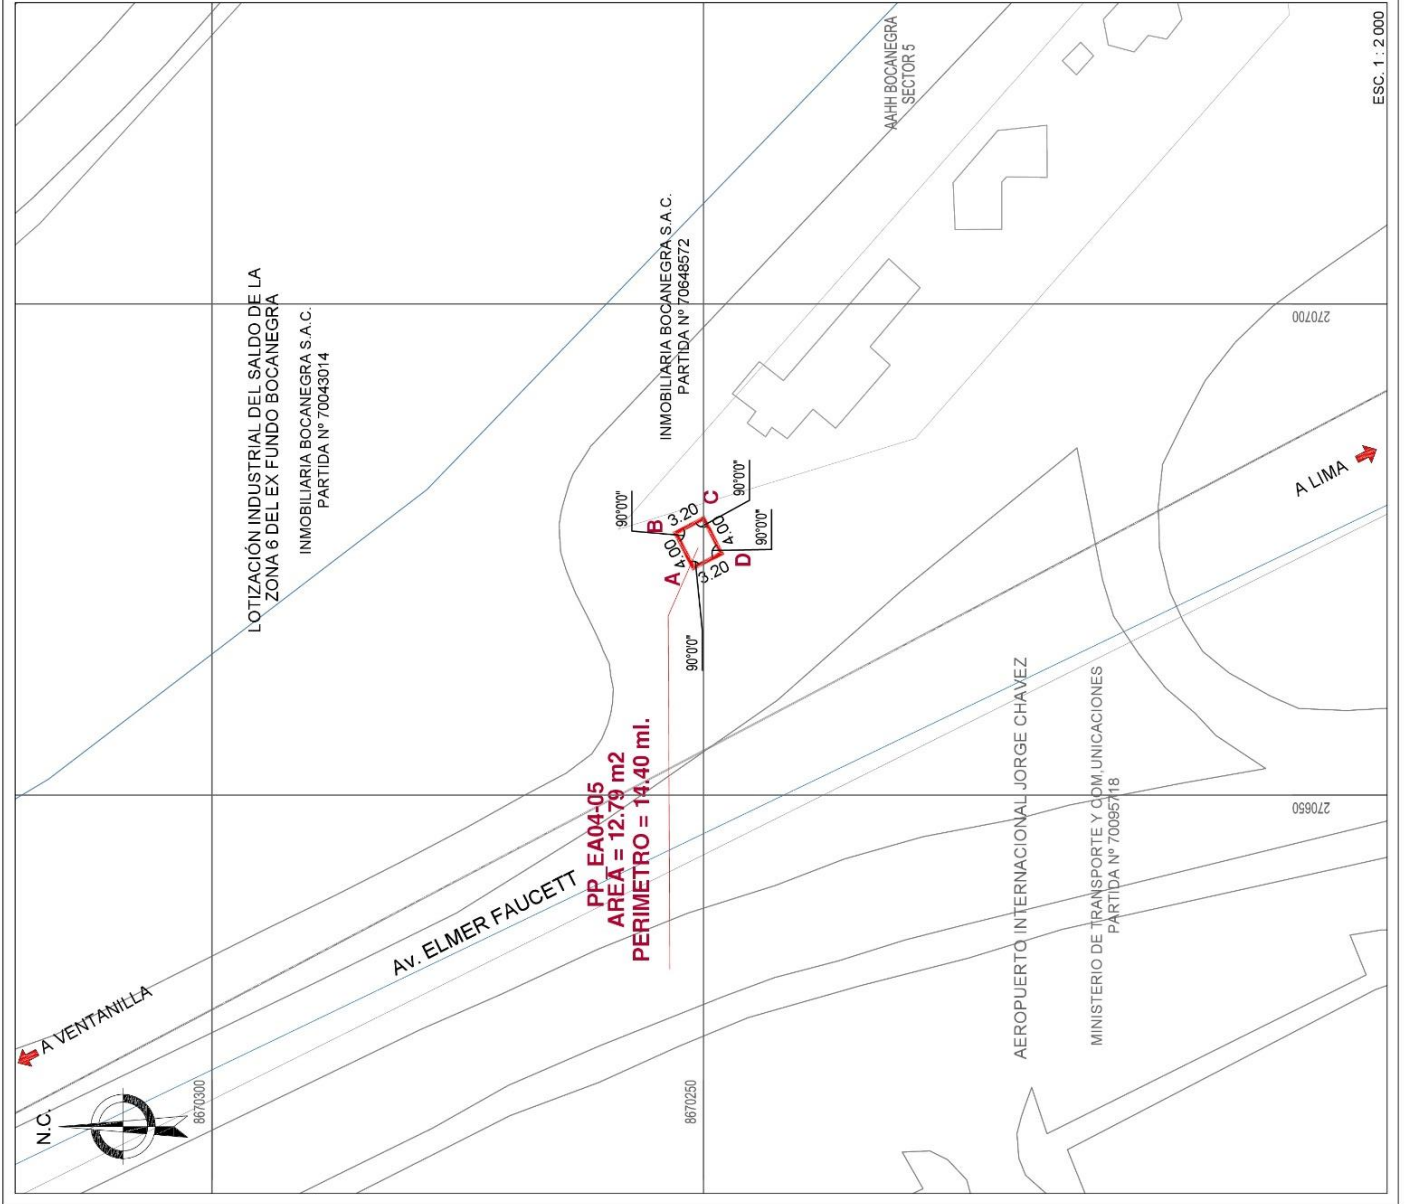 N.C.
A VENTANILLA
Av. ELMER FAUCETT
LOTIZACIÓN INDUSTRIAL DEL SALDO DE LA
ZONA 6 DEL EX FUNDO BOCANEGRA
INMOBILIARIA BOCANEGRA S.A.C.
PARTIDA Nº 70043014
INMOBILIARIA BOCANEGRA S.A.C.
PARTIDA Nº 70648572
AAHH BOCANEGRA
SECTOR 5
PP_EA04-05
AREA = 12.79 m2
PERIMETRO = 14.40 ml.
A
B
C
D
4.00
3.20
4.00
3.20
90°0'0"
90°0'0"
90°0'0"
90°0'0"
A LIMA
AEROPUERTO INTERNACIONAL JORGE CHAVEZ
MINISTERIO DE TRANSPORTE Y COM,UNICACIONES
PARTIDA Nº 70095718
8670300
8670250
270700
270650
ESC. 1 : 2 000